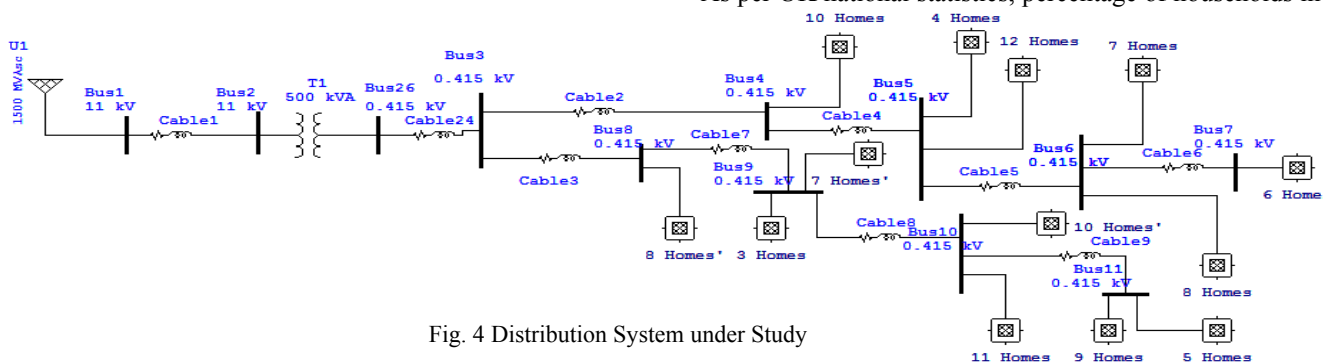 As per UK national statistics, percentage of households in
10 Homes
4 Homes
12 Homes
7 Homes
U1
1500 MVAsc
Bus1
11 kV
Cable1
Bus2
11 kV
T1
500 kVA
Bus26
0.415 kV
Cable24
Bus3
0.415 kV
Cable2
Bus4
0.415 kV
Cable4
Bus5
0.415 kV
Cable3
Bus8
0.415 kV
Cable7
Bus9
0.415 kV
7 Homes'
Cable5
Bus6
0.415 kV
Cable6
Bus7
0.415 kV
6 Home
8 Homes'
3 Homes
Cable8
Bus10
0.415 kV
10 Homes'
Cable9
Bus11
0.415 kV
8 Homes
11 Homes
9 Homes
5 Homes
Fig. 4 Distribution System under Study